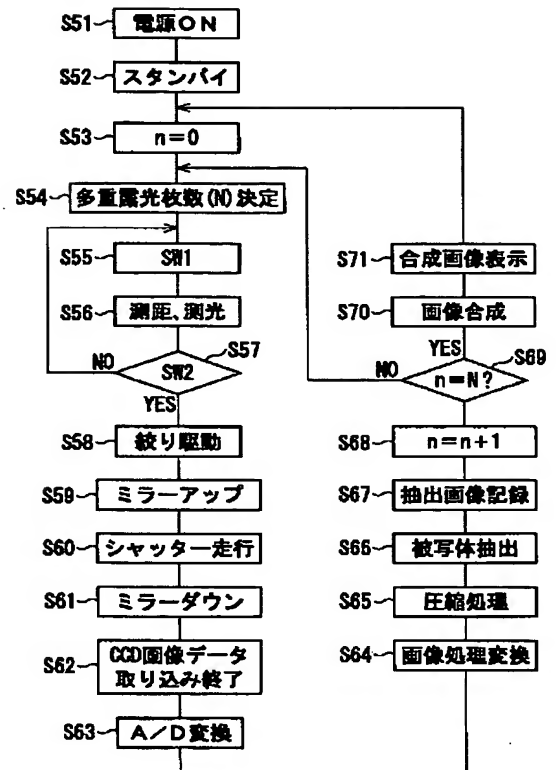 S51 電源ON
S52 スタンバイ
S53 n=0
S54 多重露光枚数(N)決定
S55 SW1
S56 測距、測光
S57 SW2
NO
YES
S58 絞り駆動
S59 ミラーアップ
S60 シャッター走行
S61 ミラーダウン
S62 CCD画像データ
取り込み終了
S63 A/D変換
S71 合成画像表示
S70 画像合成
YES
S69
NO
n=N?
S68 n=n+1
S67 抽出画像記録
S66 被写体抽出
S65 圧縮処理
S64 画像処理変換